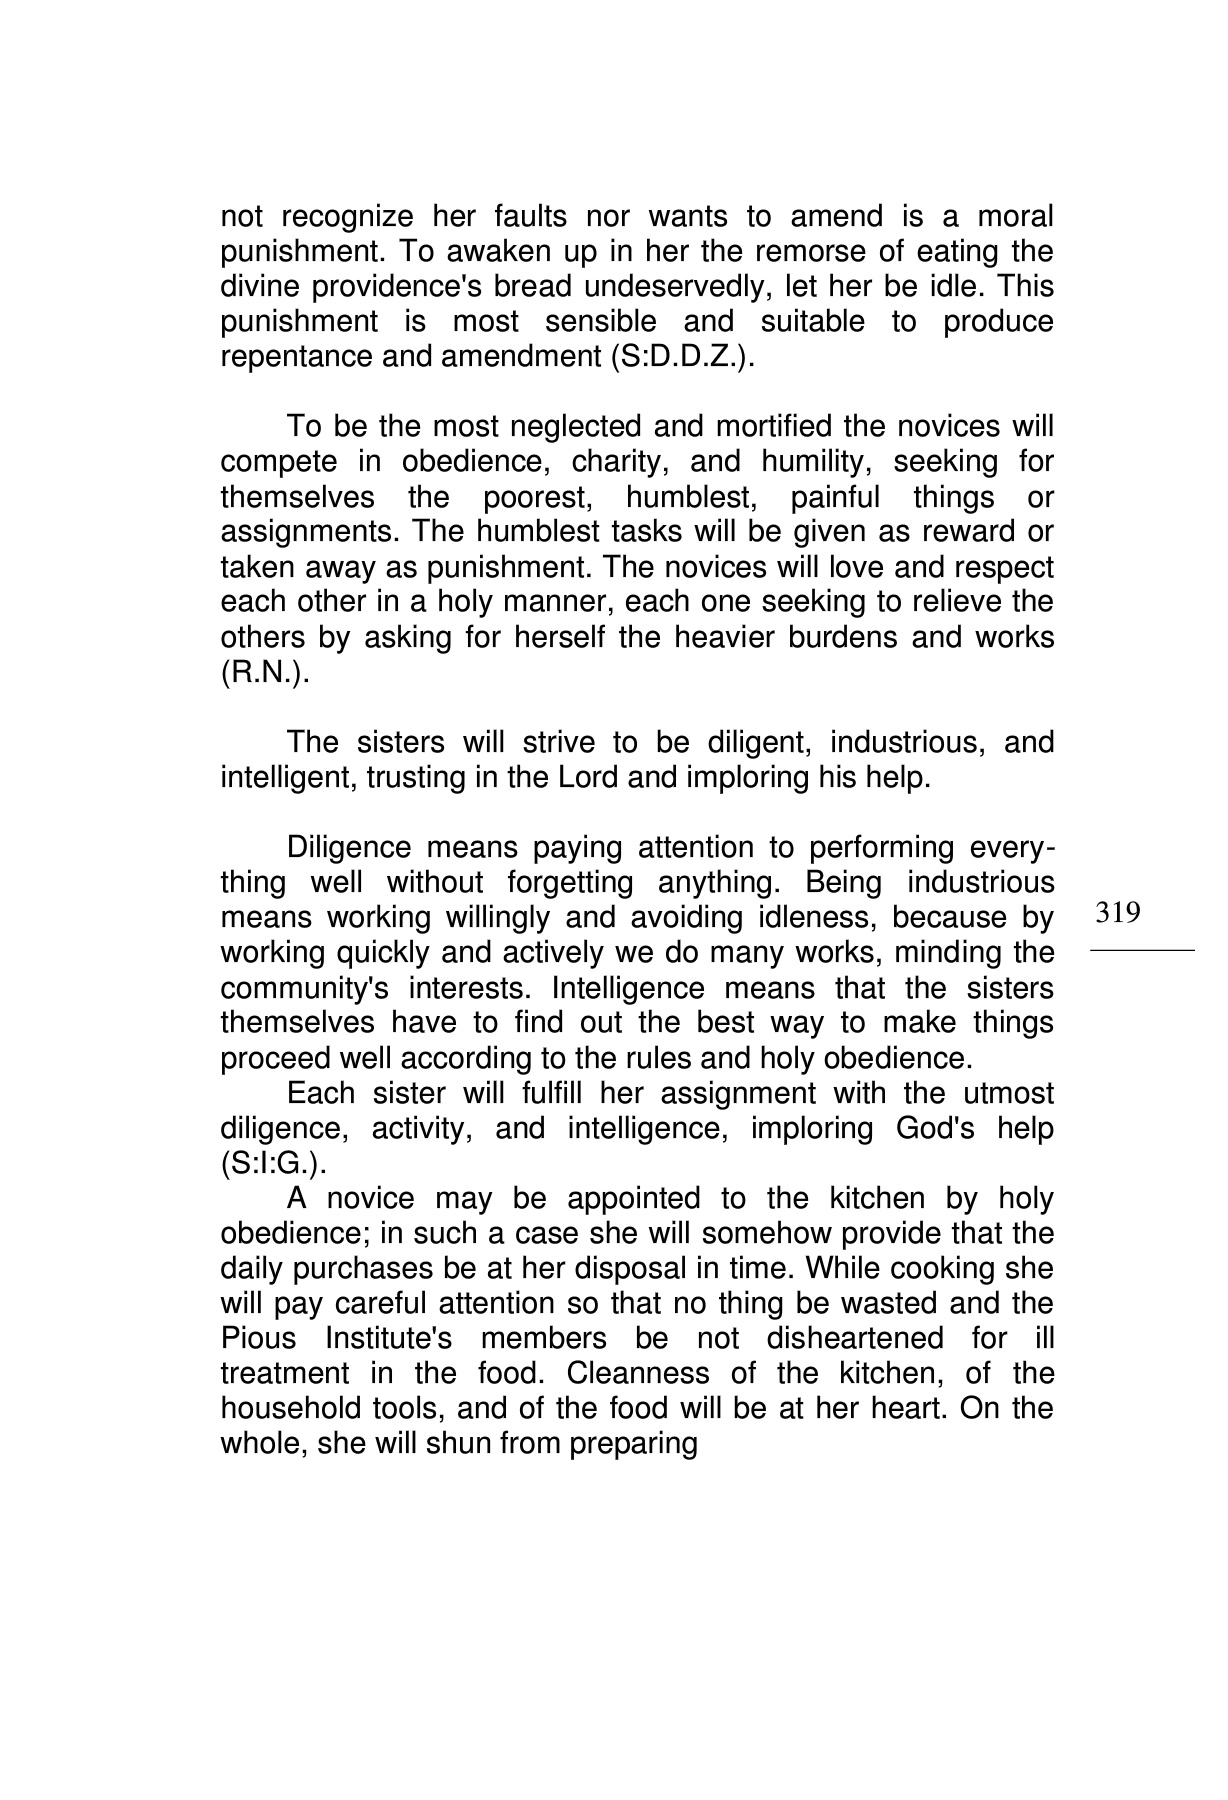 not recognize her faults nor wants to amend is a moral
punishment. To awaken up in her the remorse of eating the
divine providence's bread undeservedly, let her be idle. This
punishment is most sensible and suitable to produce
repentance and amendment (S:D.D.Z.).
To be the most neglected and mortified the novices will
compete in obedience, charity, and humility, seeking for
themselves the poorest, humblest, painful things or
assignments. The humblest tasks will be given as reward or
taken away as punishment. The novices will love and respect
each other in a holy manner, each one seeking to relieve the
others by asking for herself the heavier burdens and works
(R.N.).
The sisters will strive to be diligent, industrious, and
intelligent, trusting in the Lord and imploring his help.
Diligence means paying attention to performing every-
thing well without forgetting anything. Being industrious
means working willingly and avoiding idleness, because by
working quickly and actively we do many works, minding the
community's interests. Intelligence means that the sisters
themselves have to find out the best way to make things
proceed well according to the rules and holy obedience.
Each sister will fulfill her assignment with the utmost
diligence, activity, and intelligence, imploring God's help
(S:I:G.).
A novice may be appointed to the kitchen by holy
obedience; in such a case she will somehow provide that the
daily purchases be at her disposal in time. While cooking she
will pay careful attention so that no thing be wasted and the
Pious Institute's members be not disheartened for ill
treatment in the food. Cleanness of the kitchen, of the
household tools, and of the food will be at her heart. On the
whole, she will shun from preparing
319